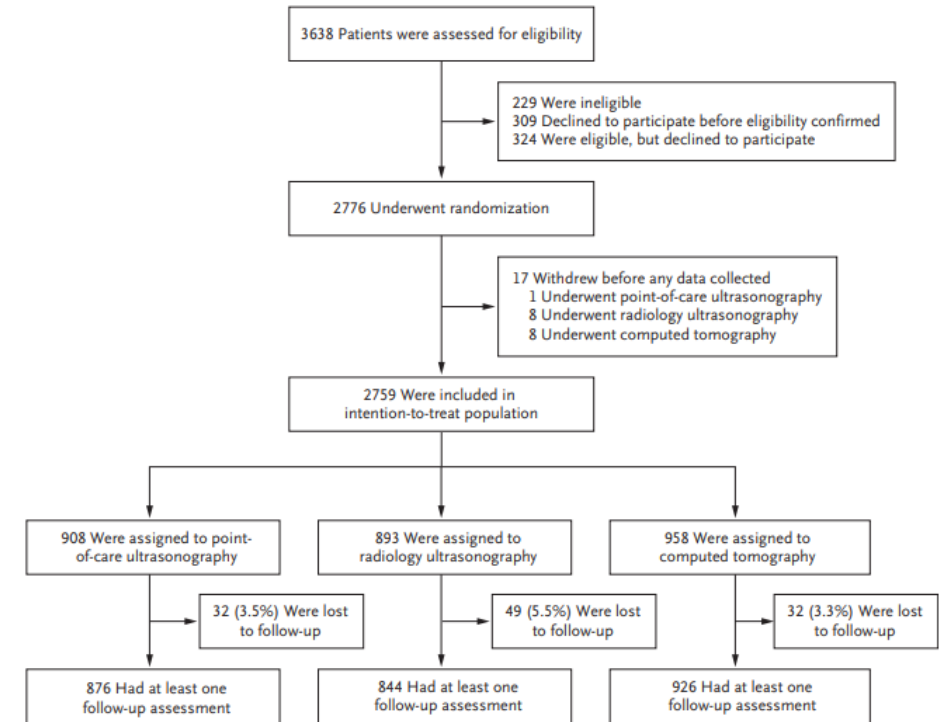 3638 Patients were assessed for eligibility
229 Were ineligible
309 Declined to participate before eligibility confirmed
324 Were eligible, but declined to participate
2776 Underwent randomization
17 Withdrew before any data collected
1 Underwent point-of-care ultrasonography
8 Underwent radiology ultrasonography
8 Underwent computed tomography
2759 Were included in
intention-to-treat population
908 Were assigned to point-
of-care ultrasonography
893 Were assigned to
radiology ultrasonography
958 Were assigned to
computed tomography
32 (3.5%) Were lost
to follow-up
49 (5.5%) Were lost
to follow-up
32 (3.3%) Were lost
to follow-up
876 Had at least one
follow-up assessment
844 Had at least one
follow-up assessment
926 Had at least one
follow-up assessment